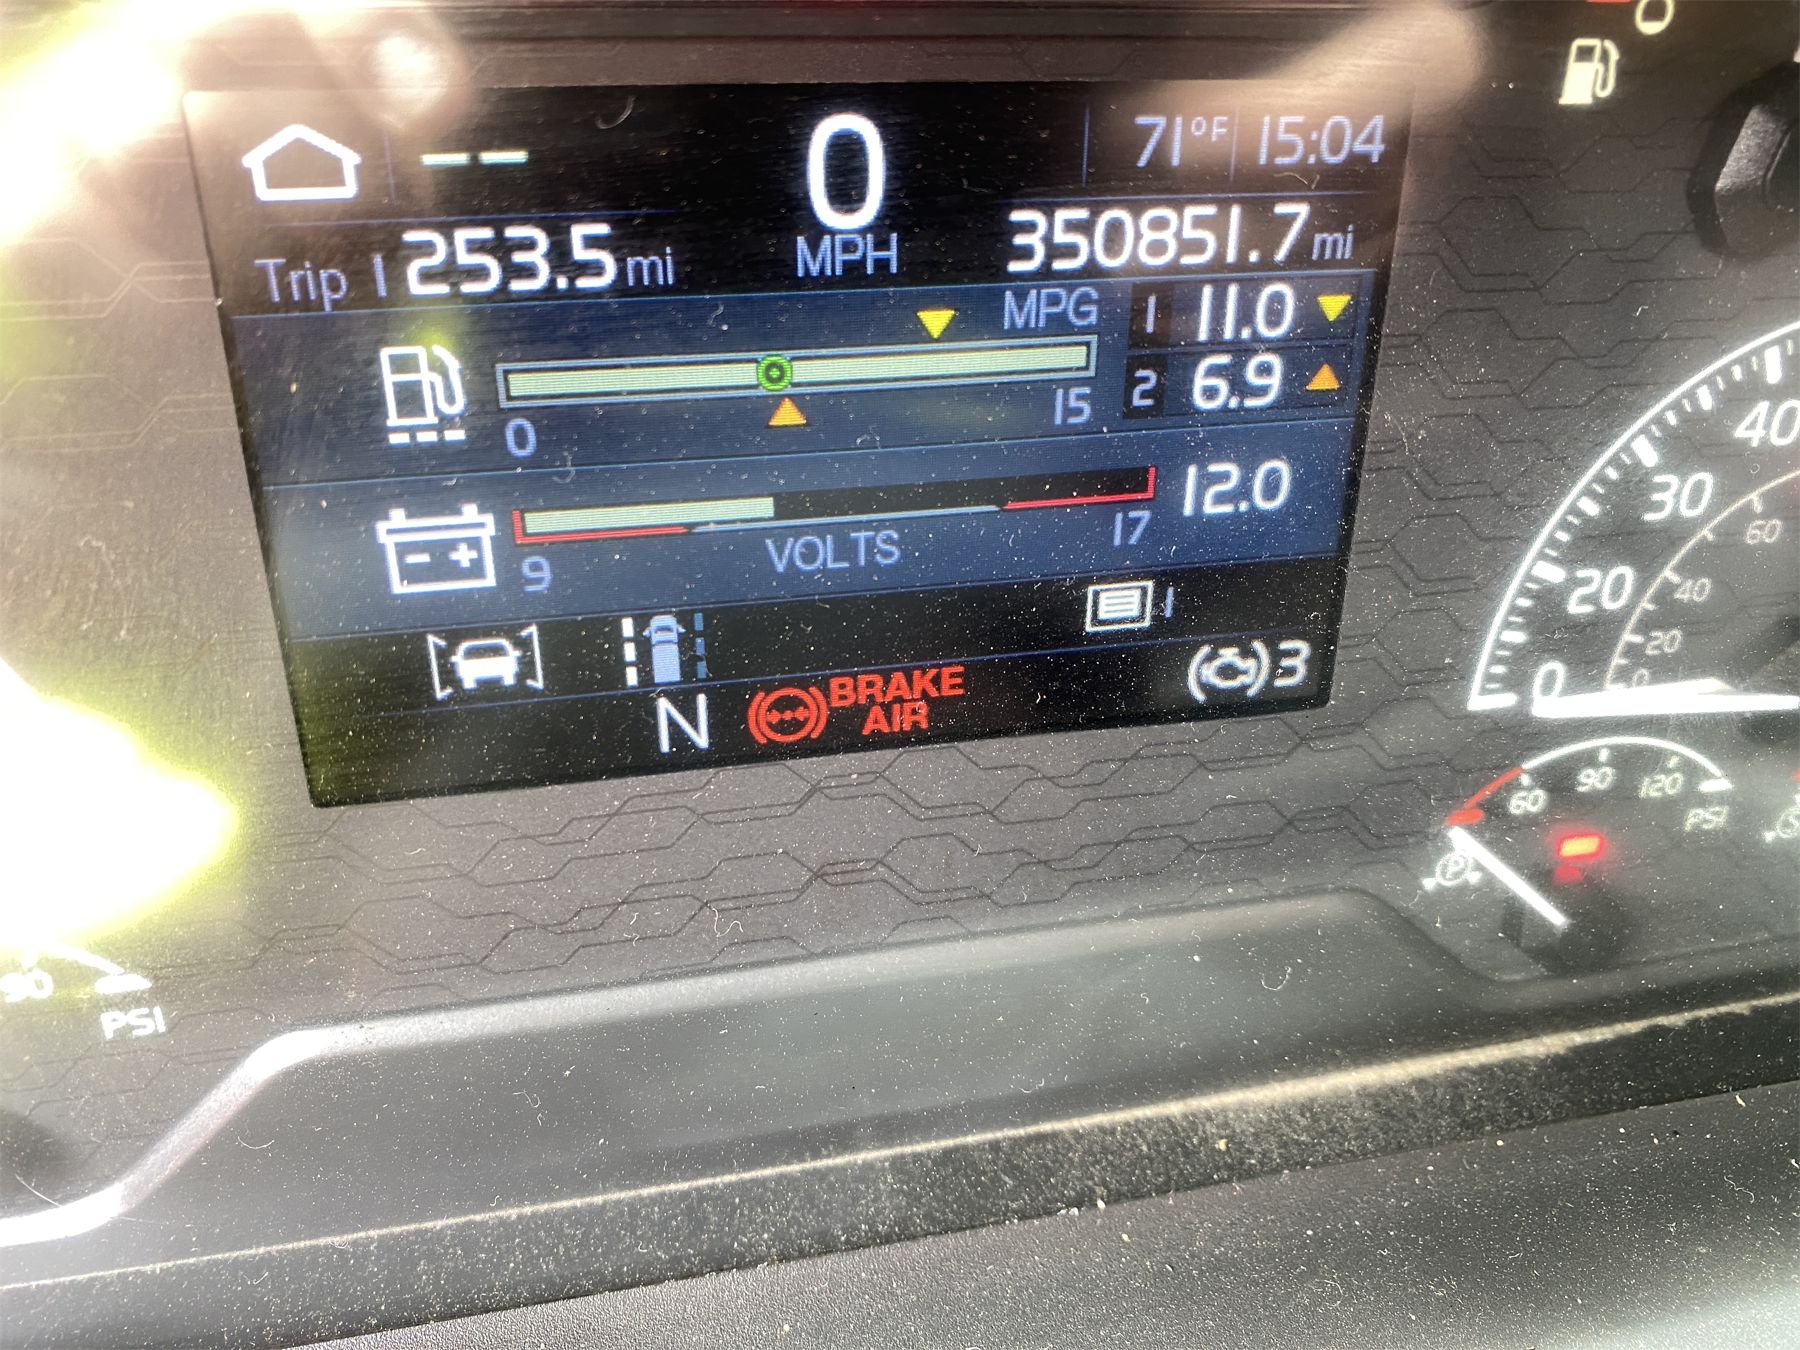 -- 0 71°F 15:04
Trip 1 253.5 mi MPH 350851.7 mi
MPG 1 11.0
0 15 2 6.9
9 VOLTS 17 12.0
1
N BRAKE AIR 3
0 20 30 40
0 20 40 60
60 90 120 PSI
P
90 PSI